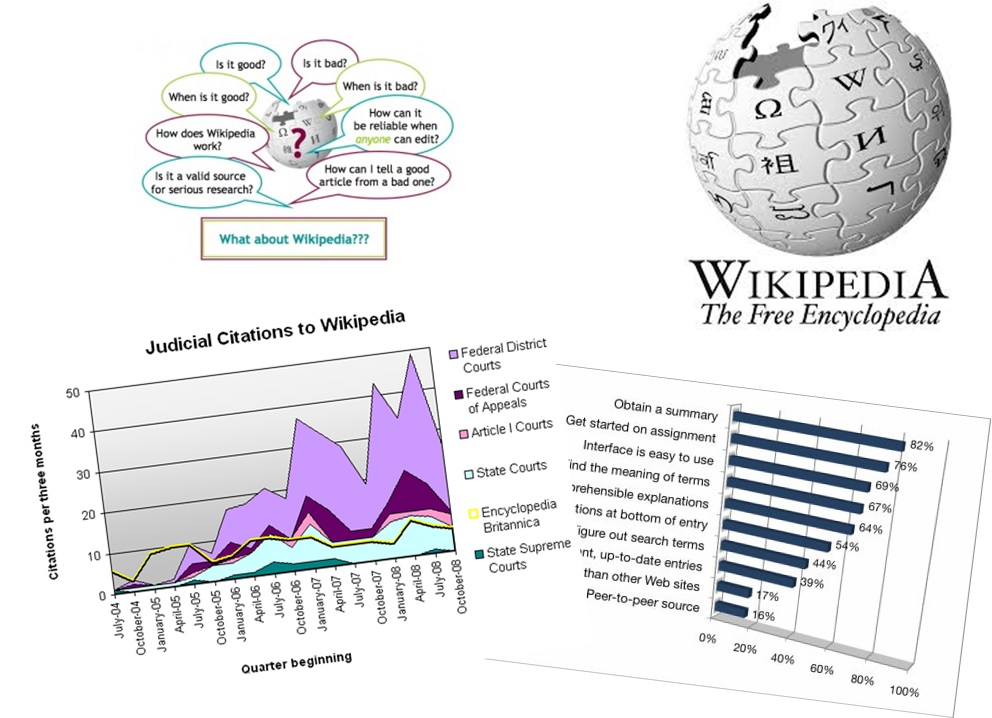 Is it good?
Is it bad?
When is it good?
When is it bad?
How can it
be reliable when
anyone can edit?
How does Wikipedia
work?
?
Is it a valid source
for serious research?
How can I tell a good
article from a bad one?
What about Wikipedia???
Ω
W
И
祖
WIKIPEDIA
The Free Encyclopedia
Judicial Citations to Wikipedia
Citations per three months
50
40
30
20
10
0
July-04
October-04
January-05
April-05
July-05
October-05
January-06
April-06
July-06
October-06
January-07
April-07
July-07
October-07
January-08
April-08
July-08
October-08
Quarter beginning
Federal District
Courts
Federal Courts
of Appeals
Article I Courts
State Courts
Encyclopedia
Britannica
State Supreme
Courts
Obtain a summary 82%
Get started on assignment 76%
Interface is easy to use 69%
ind the meaning of terms 67%
rehensible explanations 64%
tions at bottom of entry 54%
igure out search terms 44%
nt, up-to-date entries 39%
than other Web sites 17%
Peer-to-peer source 16%
0% 20% 40% 60% 80% 100%